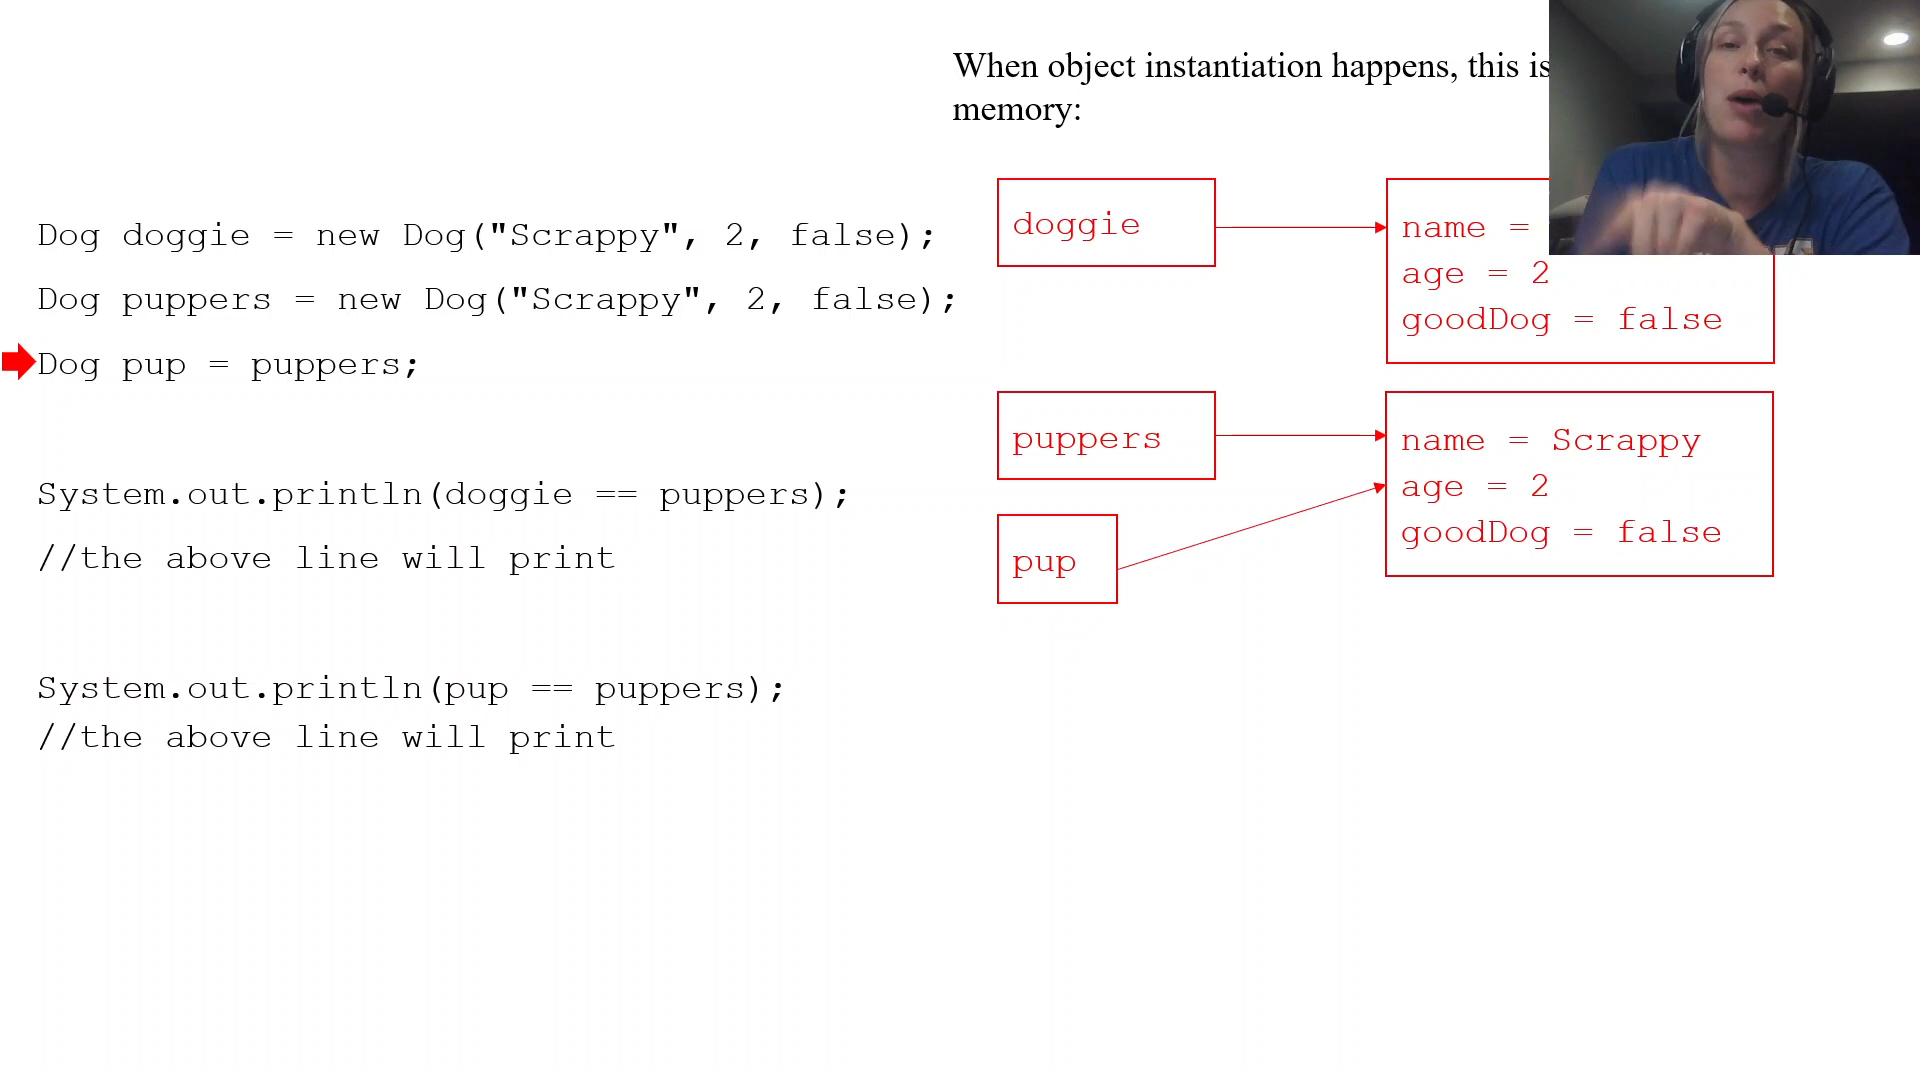 When object instantiation happens, this is
memory:
Dog doggie = new Dog("Scrappy", 2, false);
Dog puppers = new Dog("Scrappy", 2, false);
Dog pup = puppers;
System.out.println(doggie == puppers);
//the above line will print
System.out.println(pup == puppers);
//the above line will print
doggie
name =
age = 2
goodDog = false
puppers
name = Scrappy
age = 2
goodDog = false
pup